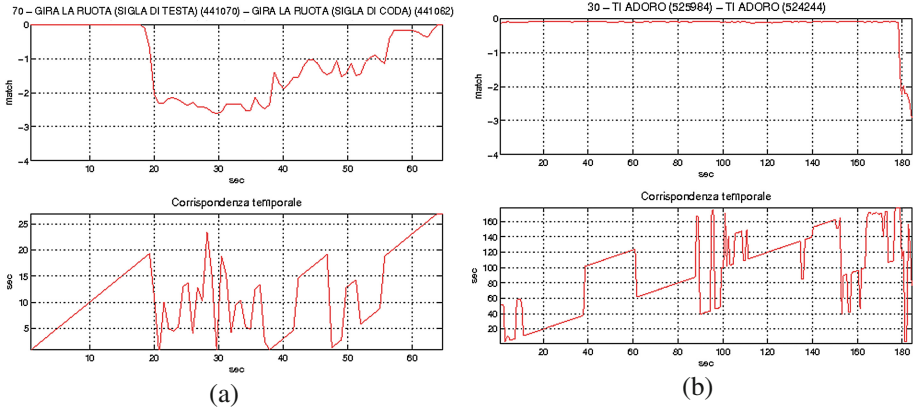 70 – GIRA LA RUOTA (SIGLA DI TESTA) (441070) – GIRA LA RUOTA (SIGLA DI CODA) (441062)
0
−1
−2
−3
−4
match
10 20 30 40 50 60
sec
Corrispondenza temporale
25
20
15
10
5
sec
10 20 30 40 50 60
sec
(a)
30 – TI ADORO (525984) – TI ADORO (524244)
0
−1
−2
−3
−4
match
20 40 60 80 100 120 140 160 180
sec
Corrispondenza temporale
160
140
120
100
80
60
40
20
sec
20 40 60 80 100 120 140 160 180
sec
(b)